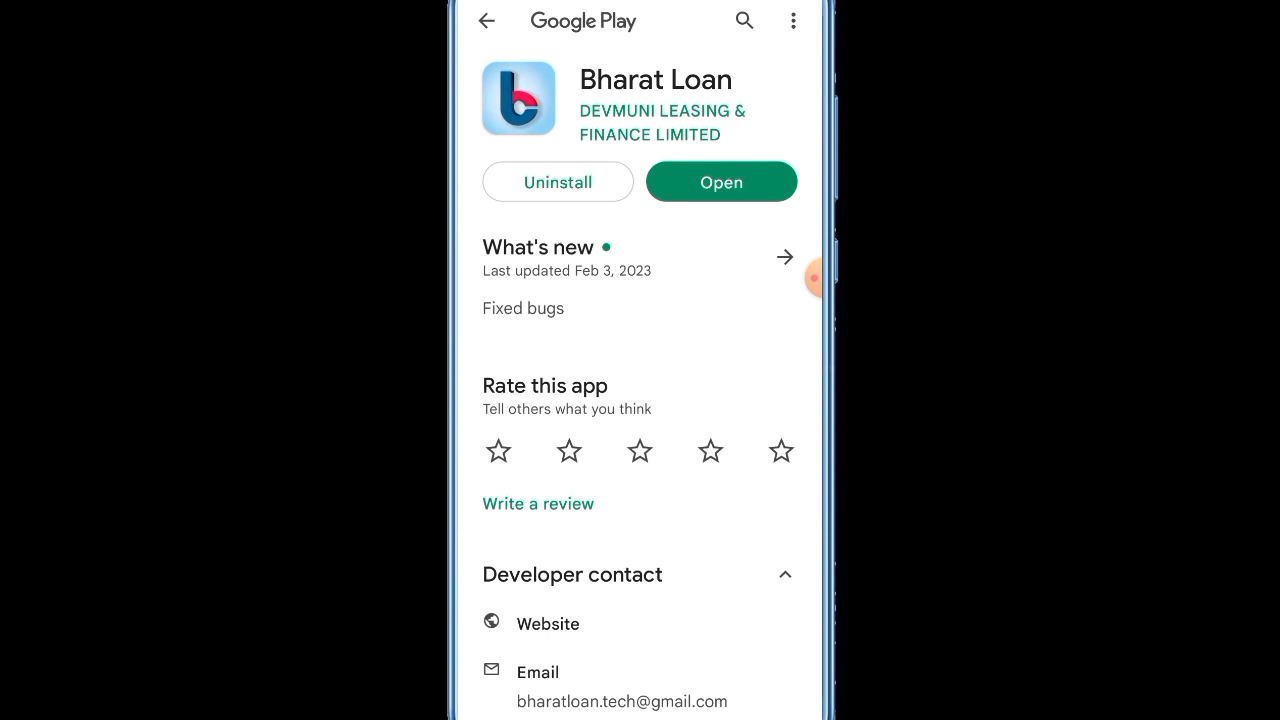 Google Play
Bharat Loan
DEVMUNI LEASING &
FINANCE LIMITED
Uninstall
Open
What's new
Last updated Feb 3, 2023
Fixed bugs
Rate this app
Tell others what you think
Write a review
Developer contact
Website
Email
bharatloan.tech@gmail.com